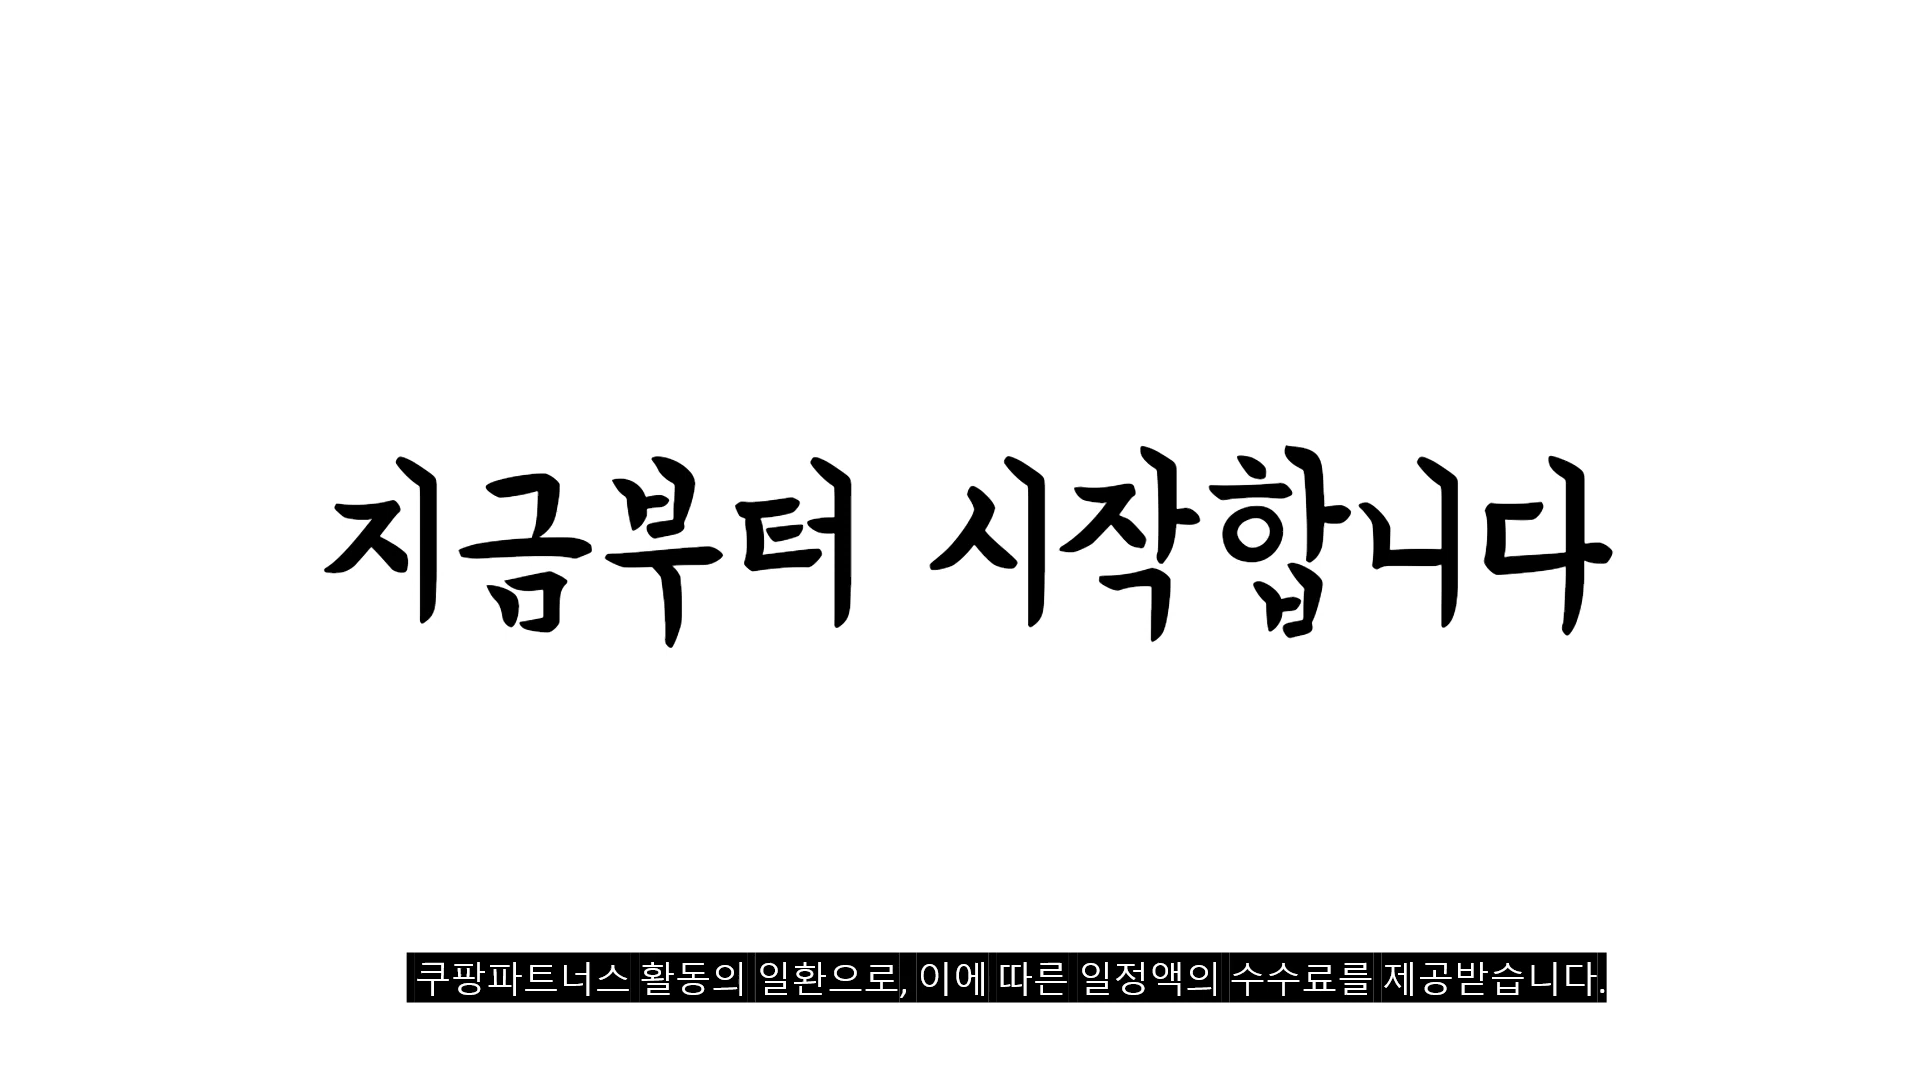 지금부터 시작합니다
쿠팡파트너스 활동의 일환으로, 이에 따른 일정액의 수수료를 제공받습니다.